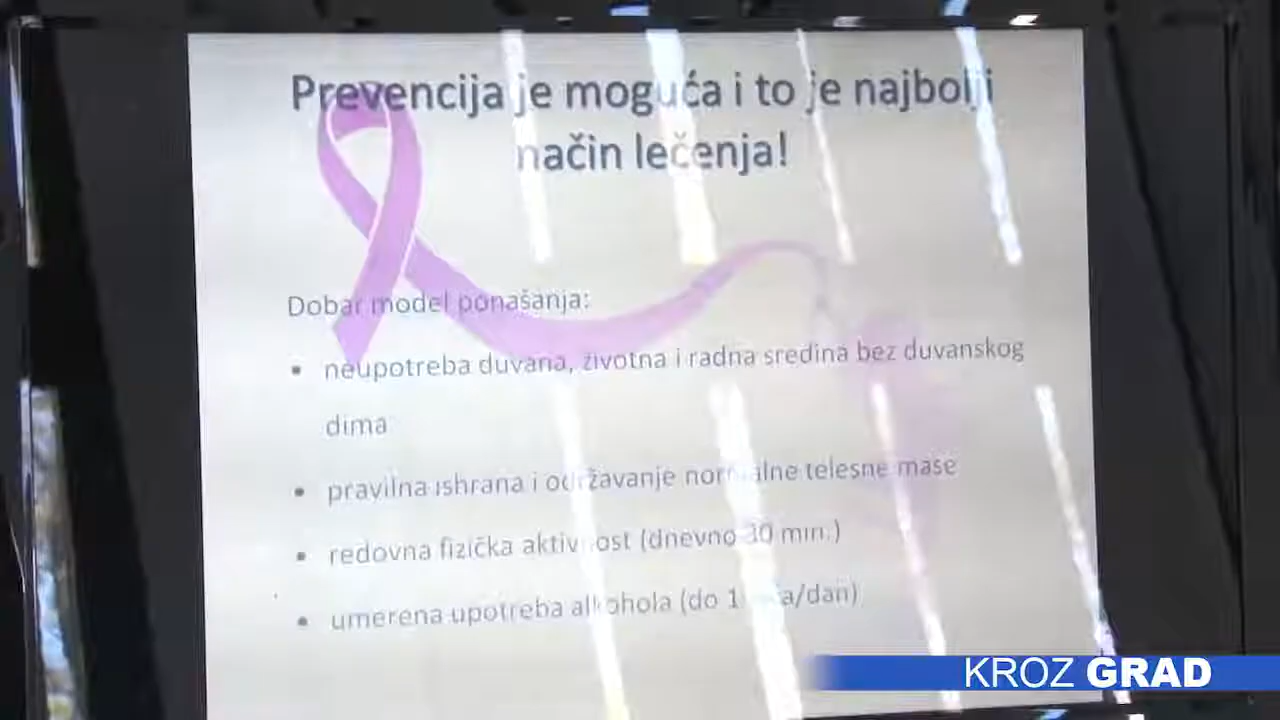 Prevencija je moguća i to je najbolji
način lečenja!
Dobar model ponašanja:
• neupotreba duvana, životna i radna sredina bez duvanskog
dima
• pravilna ishrana i održavanje normalne telesne mase
• redovna fizička aktivnost (dnevno 30 min.)
• umerena upotreba alkohola (do 1
KROZ GRAD